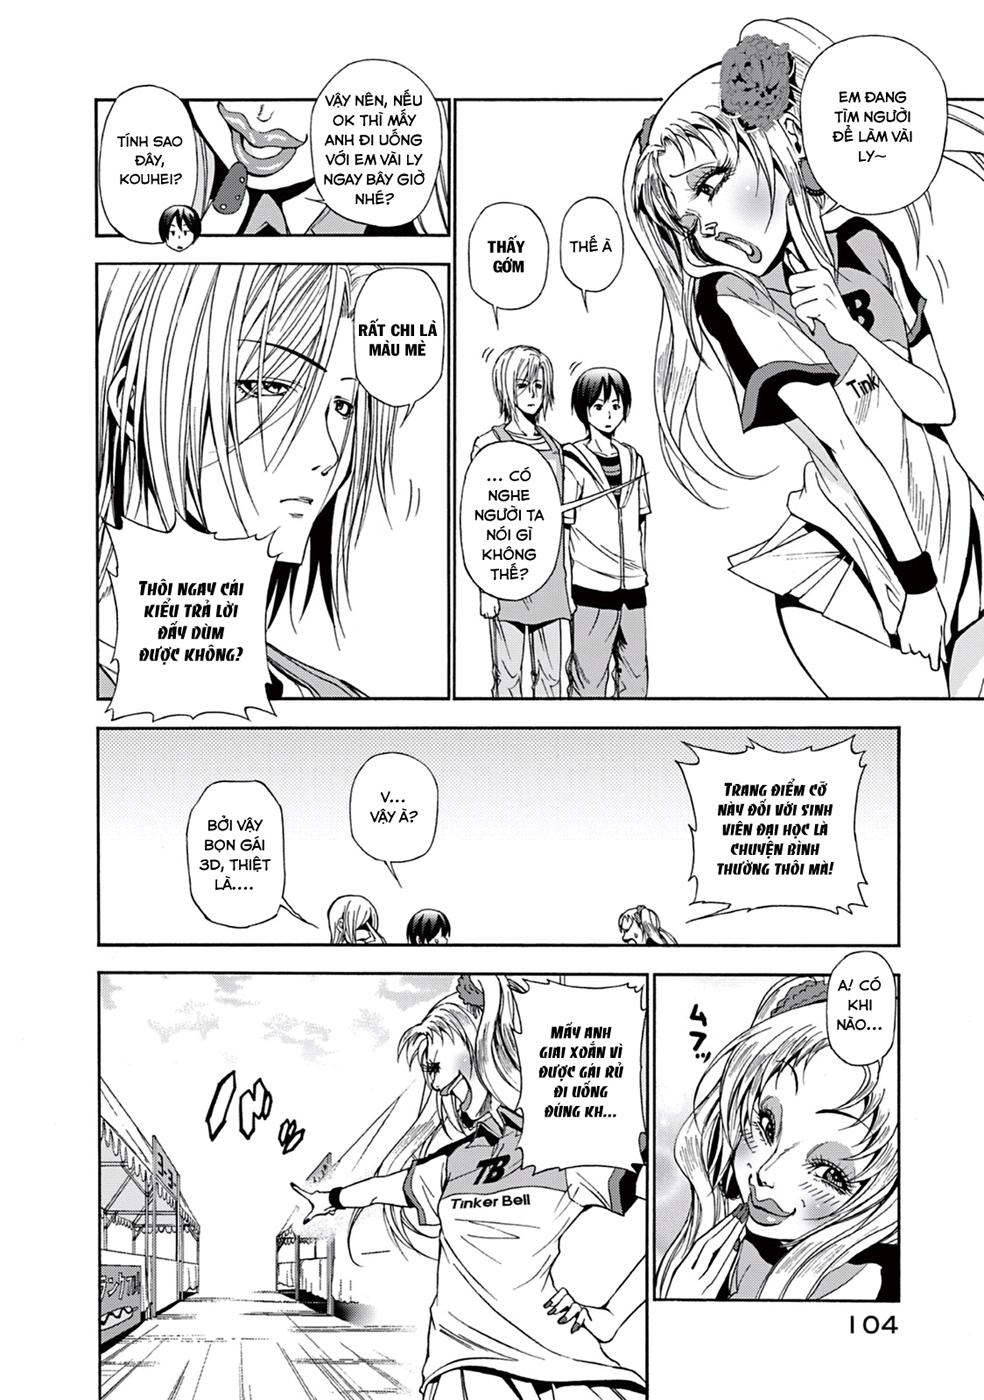 EM ĐANG
TÌM NGƯỜI
ĐỂ LÀM VÀI
LY~
THẾ À
THẤY
GỚM
... CÓ
NGHE
NGƯỜI TA
NÓI GÌ
KHÔNG
THẾ?
TB
Tink
VẬY NÊN, NẾU
OK THÌ MẤY
ANH ĐI UỐNG
VỚI EM VÀI LY
NGAY BÂY GIỜ
NHÉ?
TÍNH SAO
ĐÂY,
KOUHEI?
RẤT CHI LÀ
MÀU MÈ
THÔI NGAY CÁI
KIỂU TRẢ LỜI
ĐẤY DÙM
ĐƯỢC KHÔNG?
TRANG ĐIỂM CỠ
NÀY ĐỐI VỚI SINH
VIÊN ĐẠI HỌC LÀ
CHUYỆN BÌNH
THƯỜNG THÔI MÀ!
V...
VẬY À?
BỞI VẬY
BỌN GÁI
3D, THIỆT
LÀ....
A! CÓ
KHI
NÀO...
MẤY ANH
GIAI XOẮN VÌ
ĐƯỢC GÁI RỦ
ĐI UỐNG
ĐÚNG KH...
TB
Tinker Bell
104